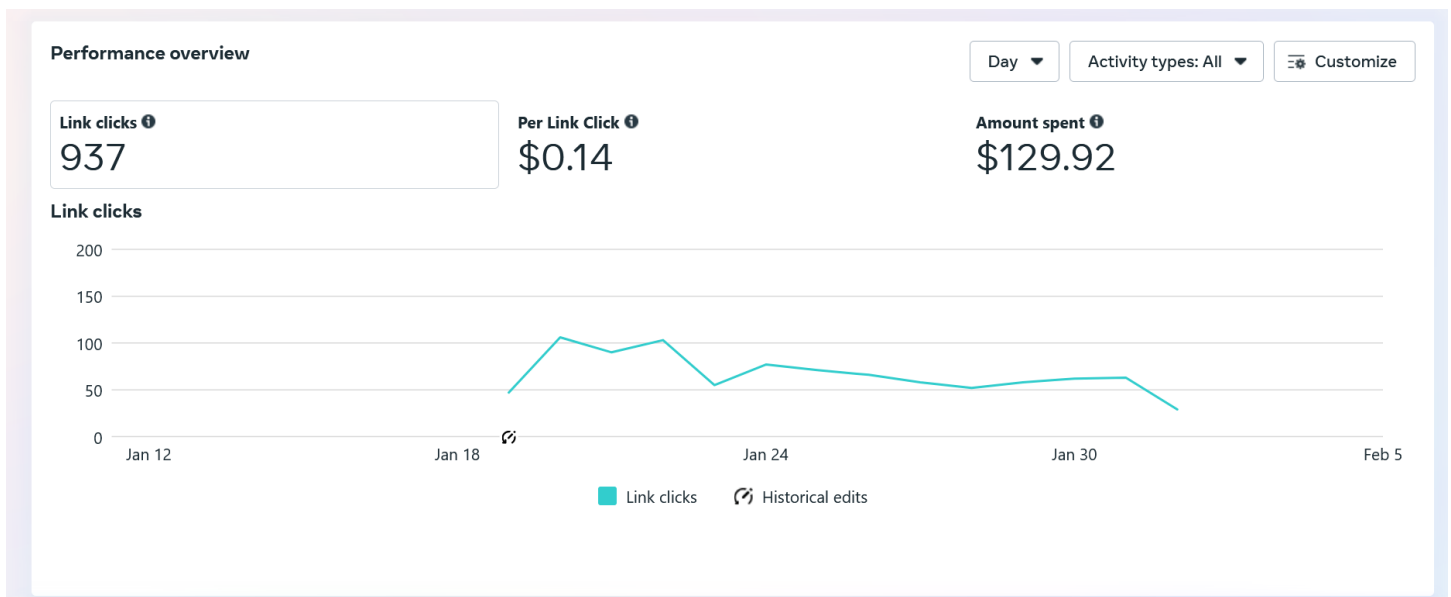 Performance overview
Day
Activity types: All
Customize
Link clicks
937
Per Link Click
$0.14
Amount spent
$129.92
Link clicks
200
150
100
50
0
Jan 12
Jan 18
Jan 24
Jan 30
Feb 5
Link clicks
Historical edits